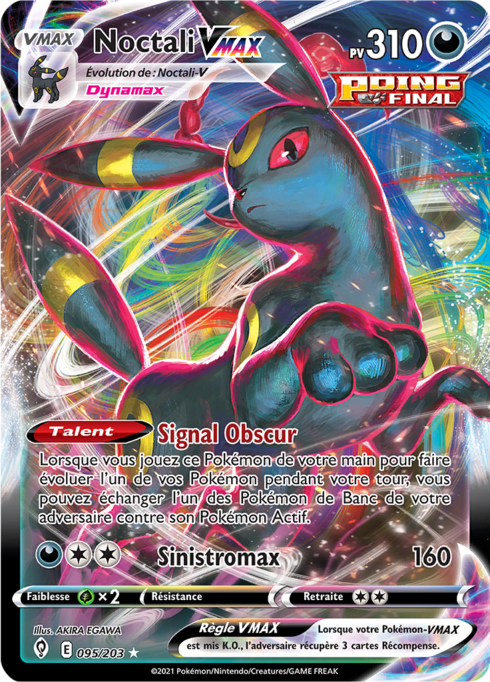 VMAX
Noctali VMAX
PV 310
Évolution de : Noctali-V
Dynamax
POING FINAL
Talent Signal Obscur
Lorsque vous jouez ce Pokémon de votre main pour faire
évoluer l'un de vos Pokémon pendant votre tour, vous
pouvez échanger l'un des Pokémon de Banc de votre
adversaire contre son Pokémon Actif.
Sinistromax 160
Faiblesse ×2 Résistance Retraite
Illus. AKIRA EGAWA
Règle VMAX Lorsque votre Pokémon-VMAX
est mis K.O., l'adversaire récupère 3 cartes Récompense.
E 095/203 ★
©2021 Pokémon/Nintendo/Creatures/GAME FREAK